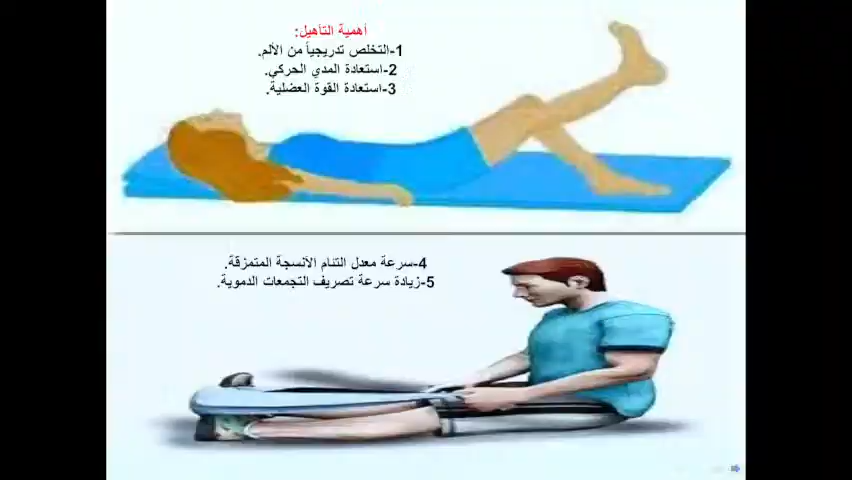 أهمية التأهيل:
1-التخلص تدريجياً من الألم.
2-استعادة المدي الحركي.
3-استعادة القوة العضلية.
4-سرعة معدل التئام الأنسجة المتمزقة.
5-زيادة سرعة تصريف التجمعات الدموية.